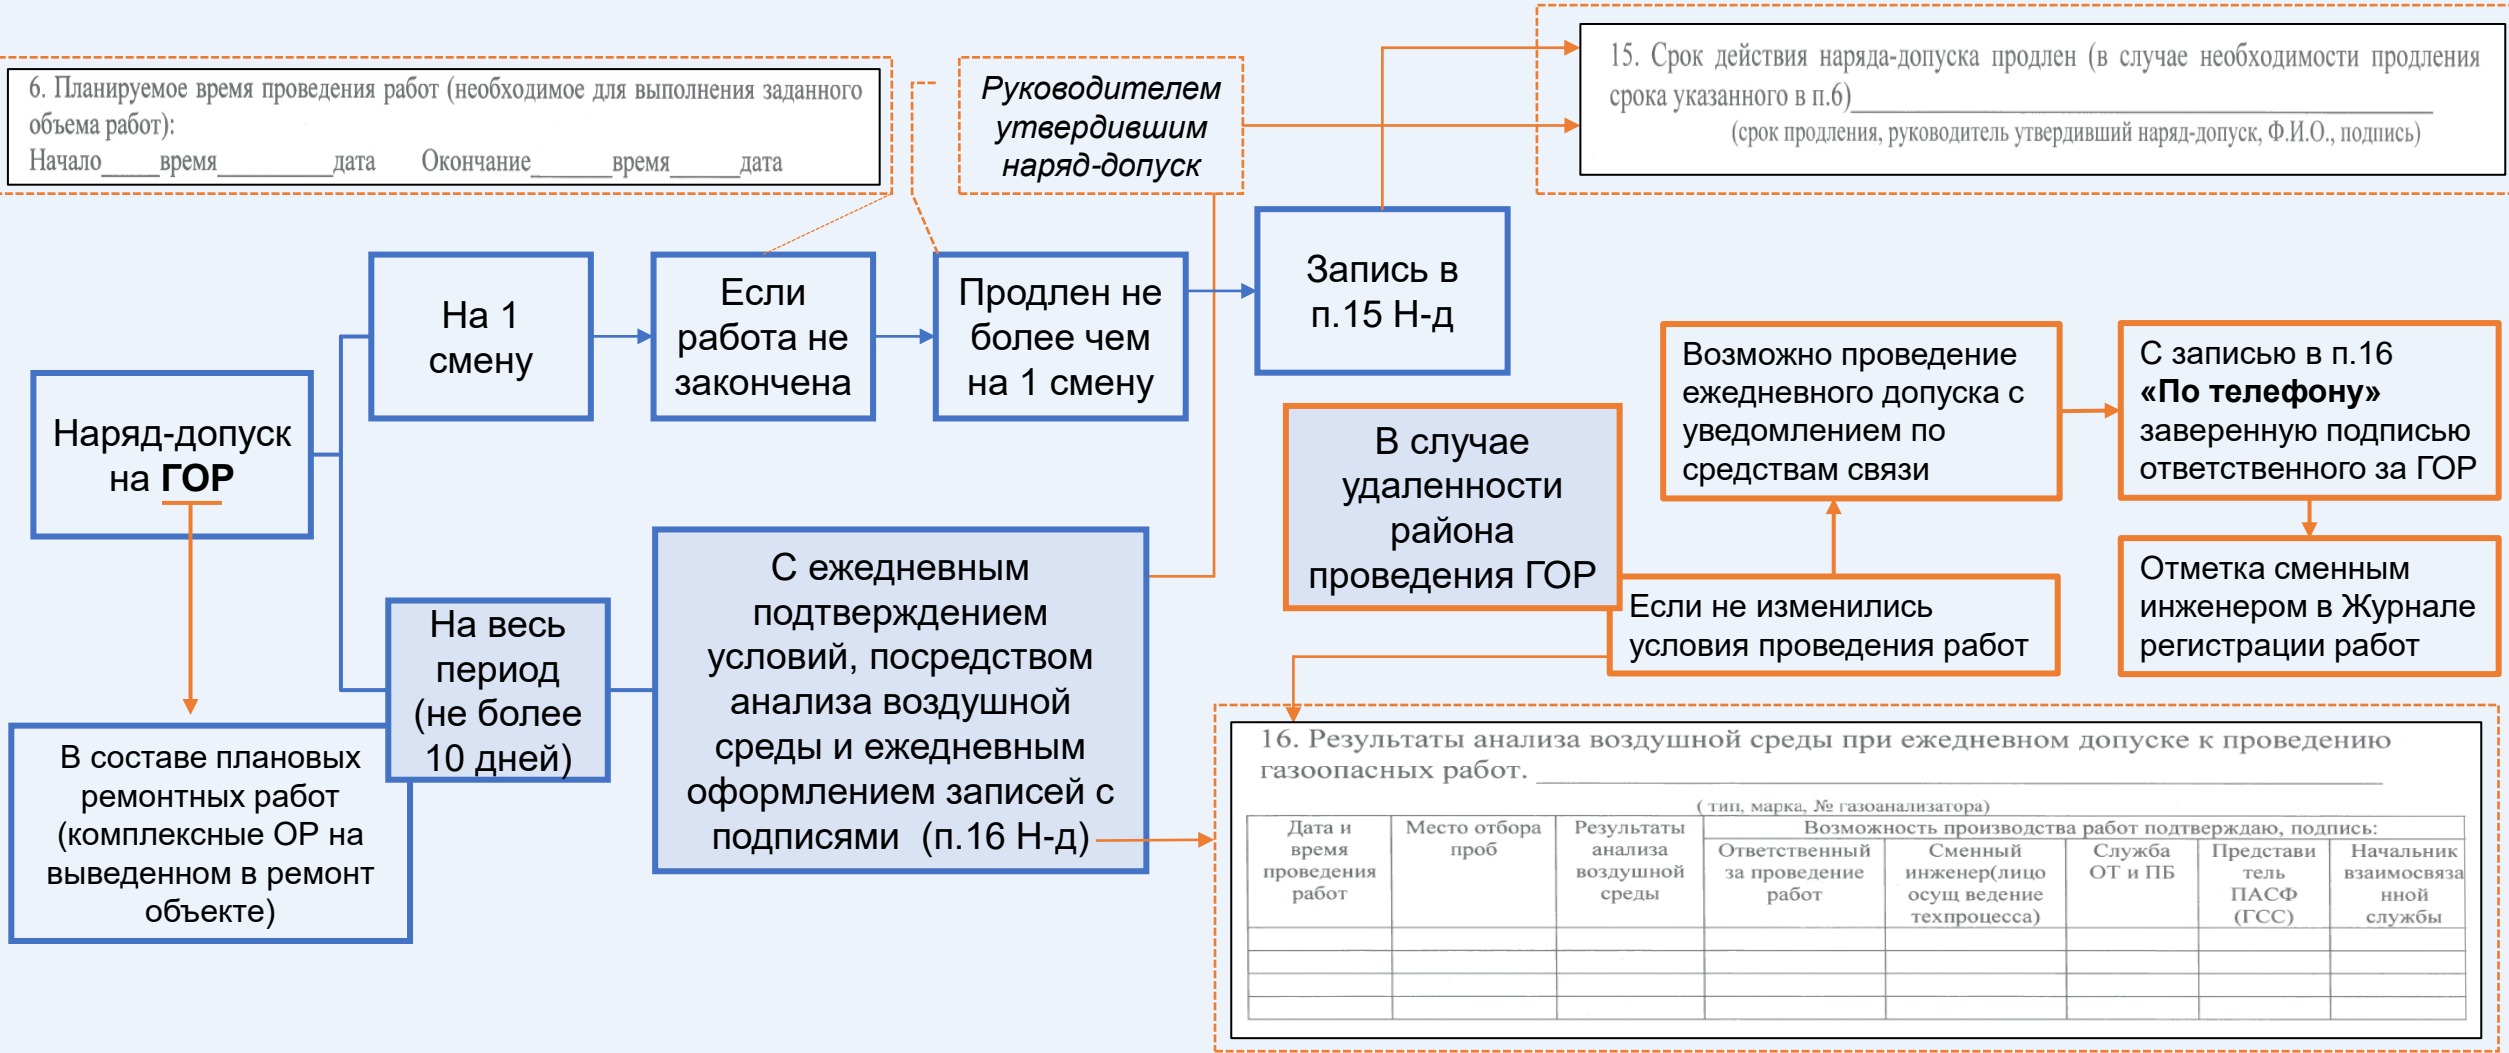 6. Планируемое время проведения работ (необходимое для выполнения заданного
объема работ):
Начало_____время__________дата Окончание_______время______дата
Руководителем
утвердившим
наряд-допуск
15. Срок действия наряда-допуска продлен (в случае необходимости продления
срока указанного в п.6)__________________________________________________
(срок продления, руководитель утвердивший наряд-допуск, Ф.И.О., подпись)
На 1
смену
Если
работа не
закончена
Продлен не
более чем
на 1 смену
Запись в
п.15 Н-д
Наряд-допуск
на ГОР
В составе плановых
ремонтных работ
(комплексные ОР на
выведенном в ремонт
объекте)
На весь
период
(не более
10 дней)
С ежедневным
подтверждением
условий, посредством
анализа воздушной
среды и ежедневным
оформлением записей с
подписями (п.16 Н-д)
В случае
удаленности
района
проведения ГОР
Если не изменились
условия проведения работ
Возможно проведение
ежедневного допуска с
уведомлением по
средствам связи
С записью в п.16
«По телефону»
заверенную подписью
ответственного за ГОР
Отметка сменным
инженером в Журнале
регистрации работ
16. Результаты анализа воздушной среды при ежедневном допуске к проведению
газоопасных работ. ______________________________________________
( тип, марка, № газоанализатора)
Дата и
время
проведения
работ
Место отбора
проб
Результаты
анализа
воздушной
среды
Возможность производства работ подтверждаю, подпись:
Ответственный
за проведение
работ
Сменный
инженер(лицо
осущ ведение
техпроцесса)
Служба
ОТ и ПБ
Представи
тель
ПАСФ
(ГСС)
Начальник
взаимосвяза
нной
службы